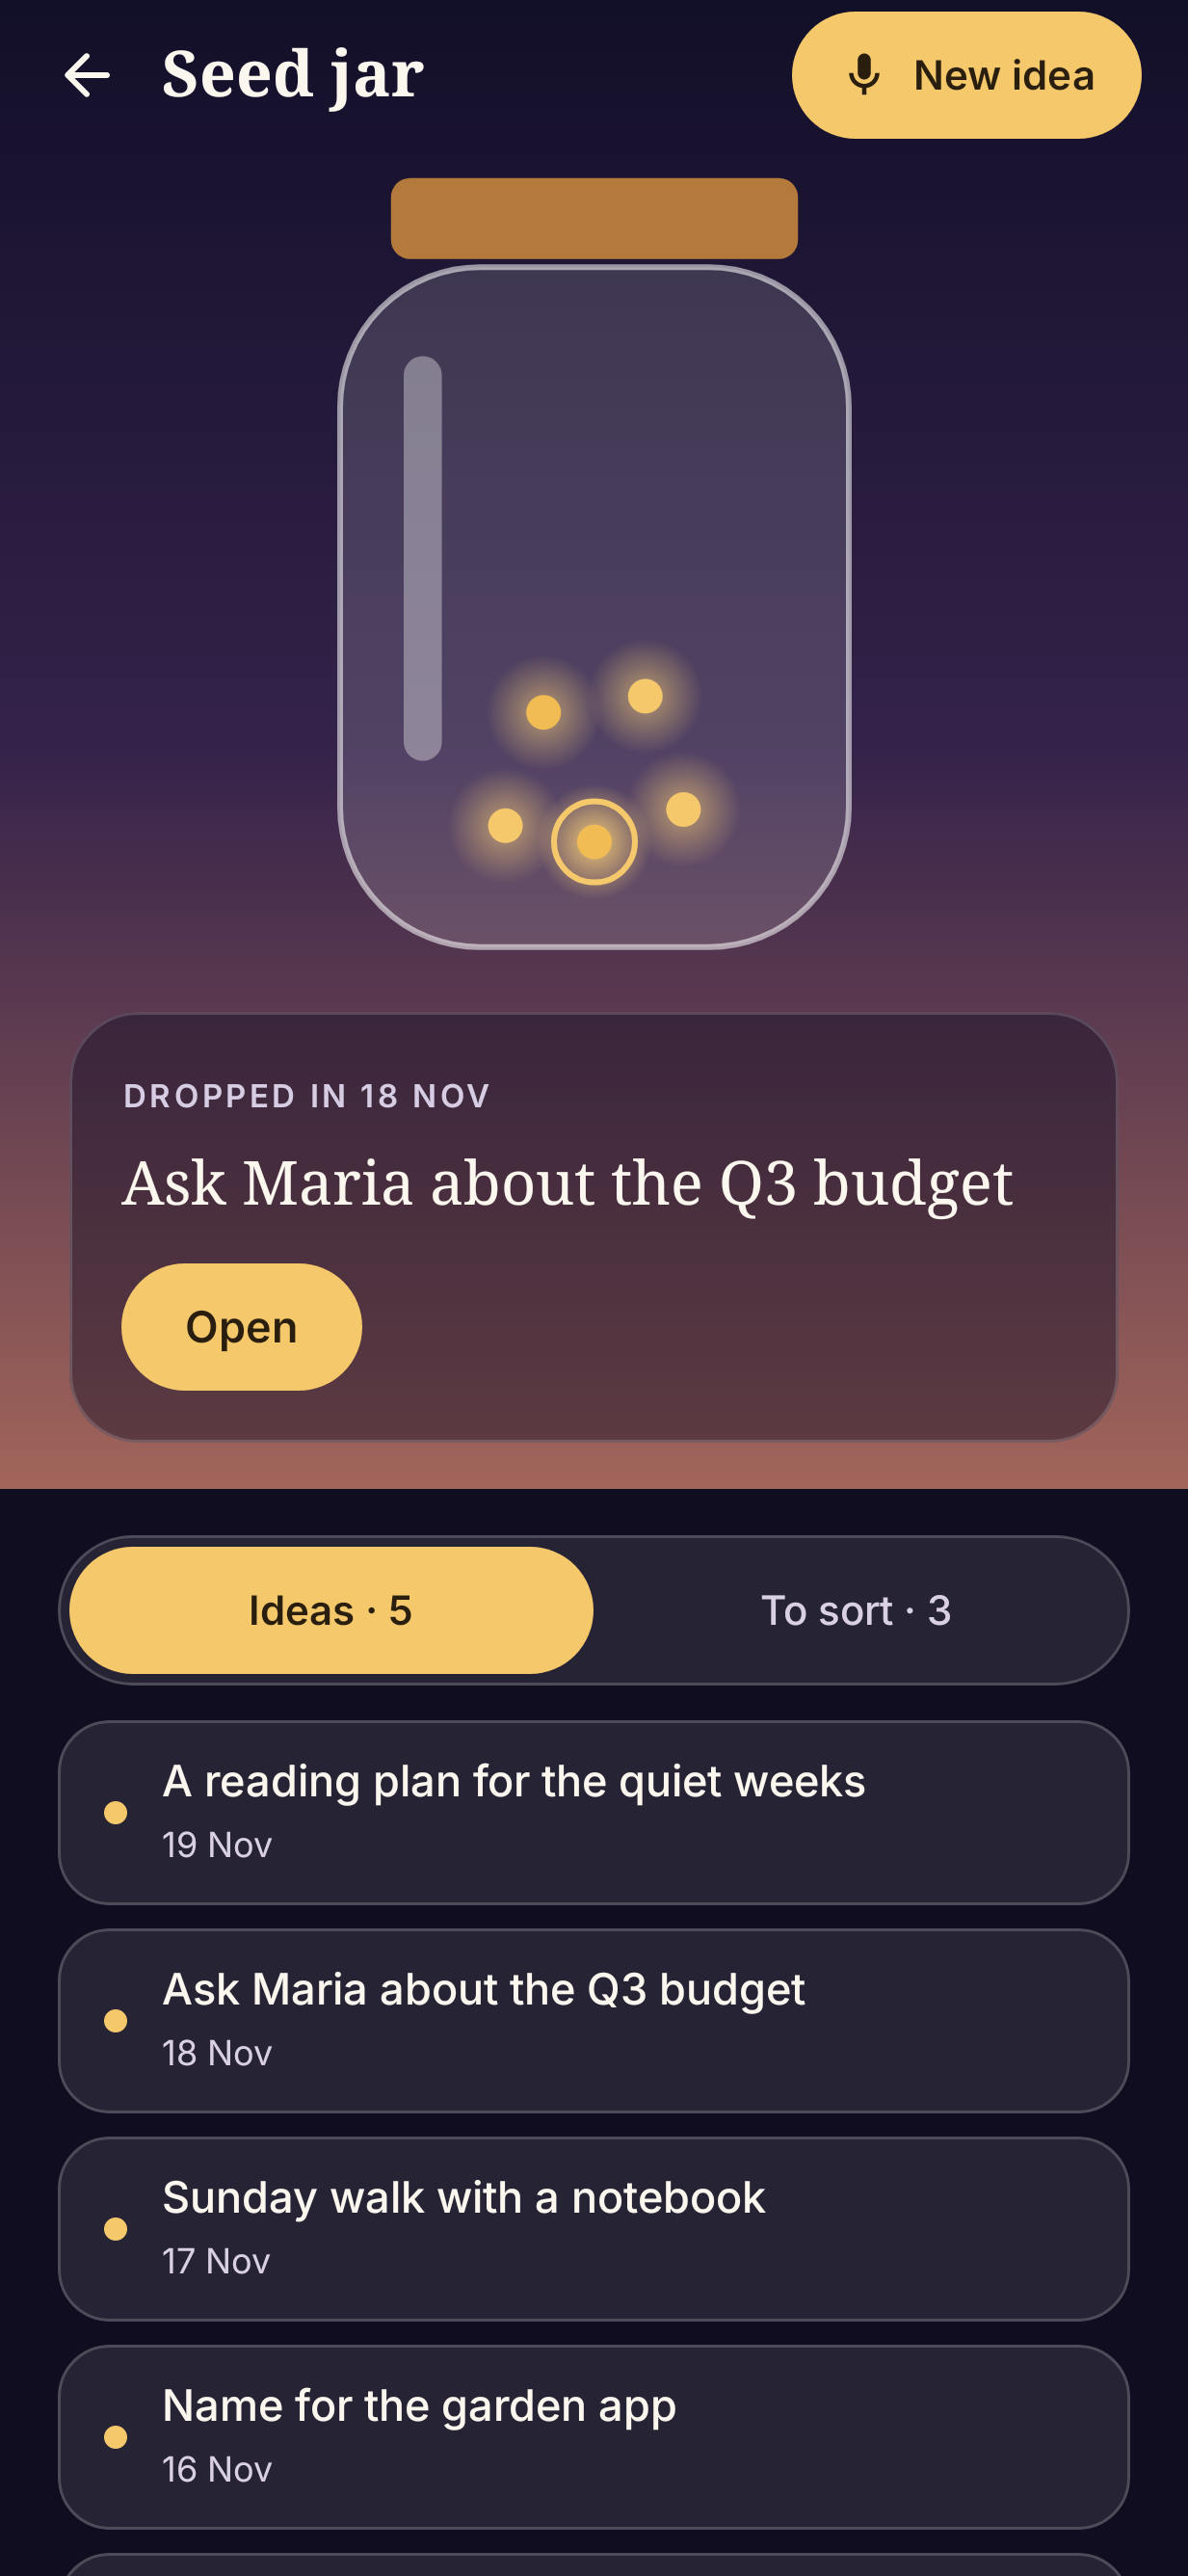 Seed jar
New idea
DROPPED IN 18 NOV
Ask Maria about the Q3 budget
Open
Ideas · 5
To sort · 3
A reading plan for the quiet weeks
19 Nov
Ask Maria about the Q3 budget
18 Nov
Sunday walk with a notebook
17 Nov
Name for the garden app
16 Nov